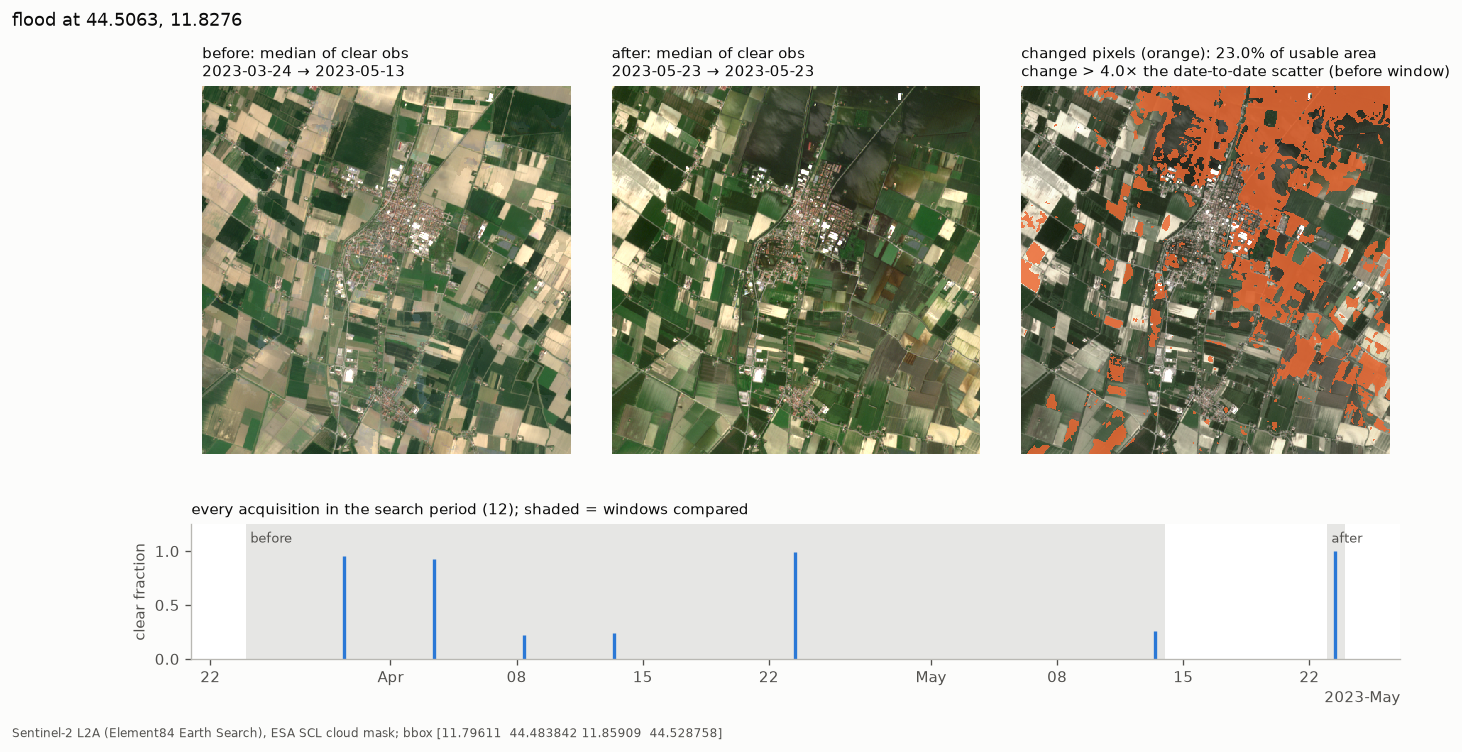 flood at 44.5063, 11.8276
before: median of clear obs
2023-03-24 → 2023-05-13
after: median of clear obs
2023-05-23 → 2023-05-23
changed pixels (orange): 23.0% of usable area
change > 4.0× the date-to-date scatter (before window)
every acquisition in the search period (12); shaded = windows compared
before
after
clear fraction
1.0
0.5
0.0
22
Apr
08
15
22
May
08
15
22
2023-May
Sentinel-2 L2A (Element84 Earth Search), ESA SCL cloud mask; bbox [11.79611  44.483842 11.85909  44.528758]